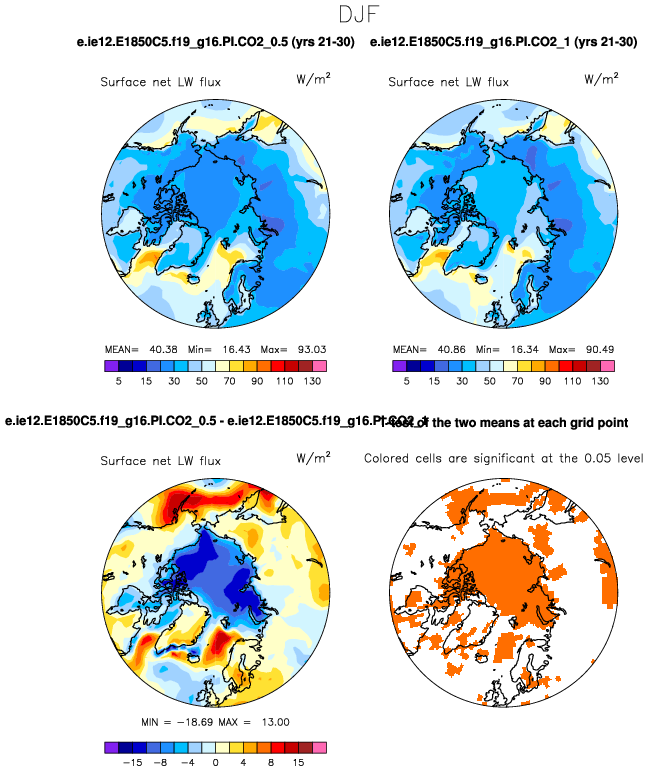 DJF
e.ie12.E1850C5.f19_g16.PI.CO2_0.5 (yrs 21-30)
e.ie12.E1850C5.f19_g16.PI.CO2_1 (yrs 21-30)
Surface net LW flux W/m²
Surface net LW flux W/m²
MEAN= 40.38 Min= 16.43 Max= 93.03
MEAN= 40.86 Min= 16.34 Max= 90.49
5 15 30 50 70 90 110 130
5 15 30 50 70 90 110 130
e.ie12.E1850C5.f19_g16.PI.CO2_0.5 - e.ie12.E1850C5.f19_g16.PI.CO2_1
T-test of the two means at each grid point
Surface net LW flux W/m²
Colored cells are significant at the 0.05 level
MIN = -18.69 MAX = 13.00
-15 -8 -4 0 4 8 15